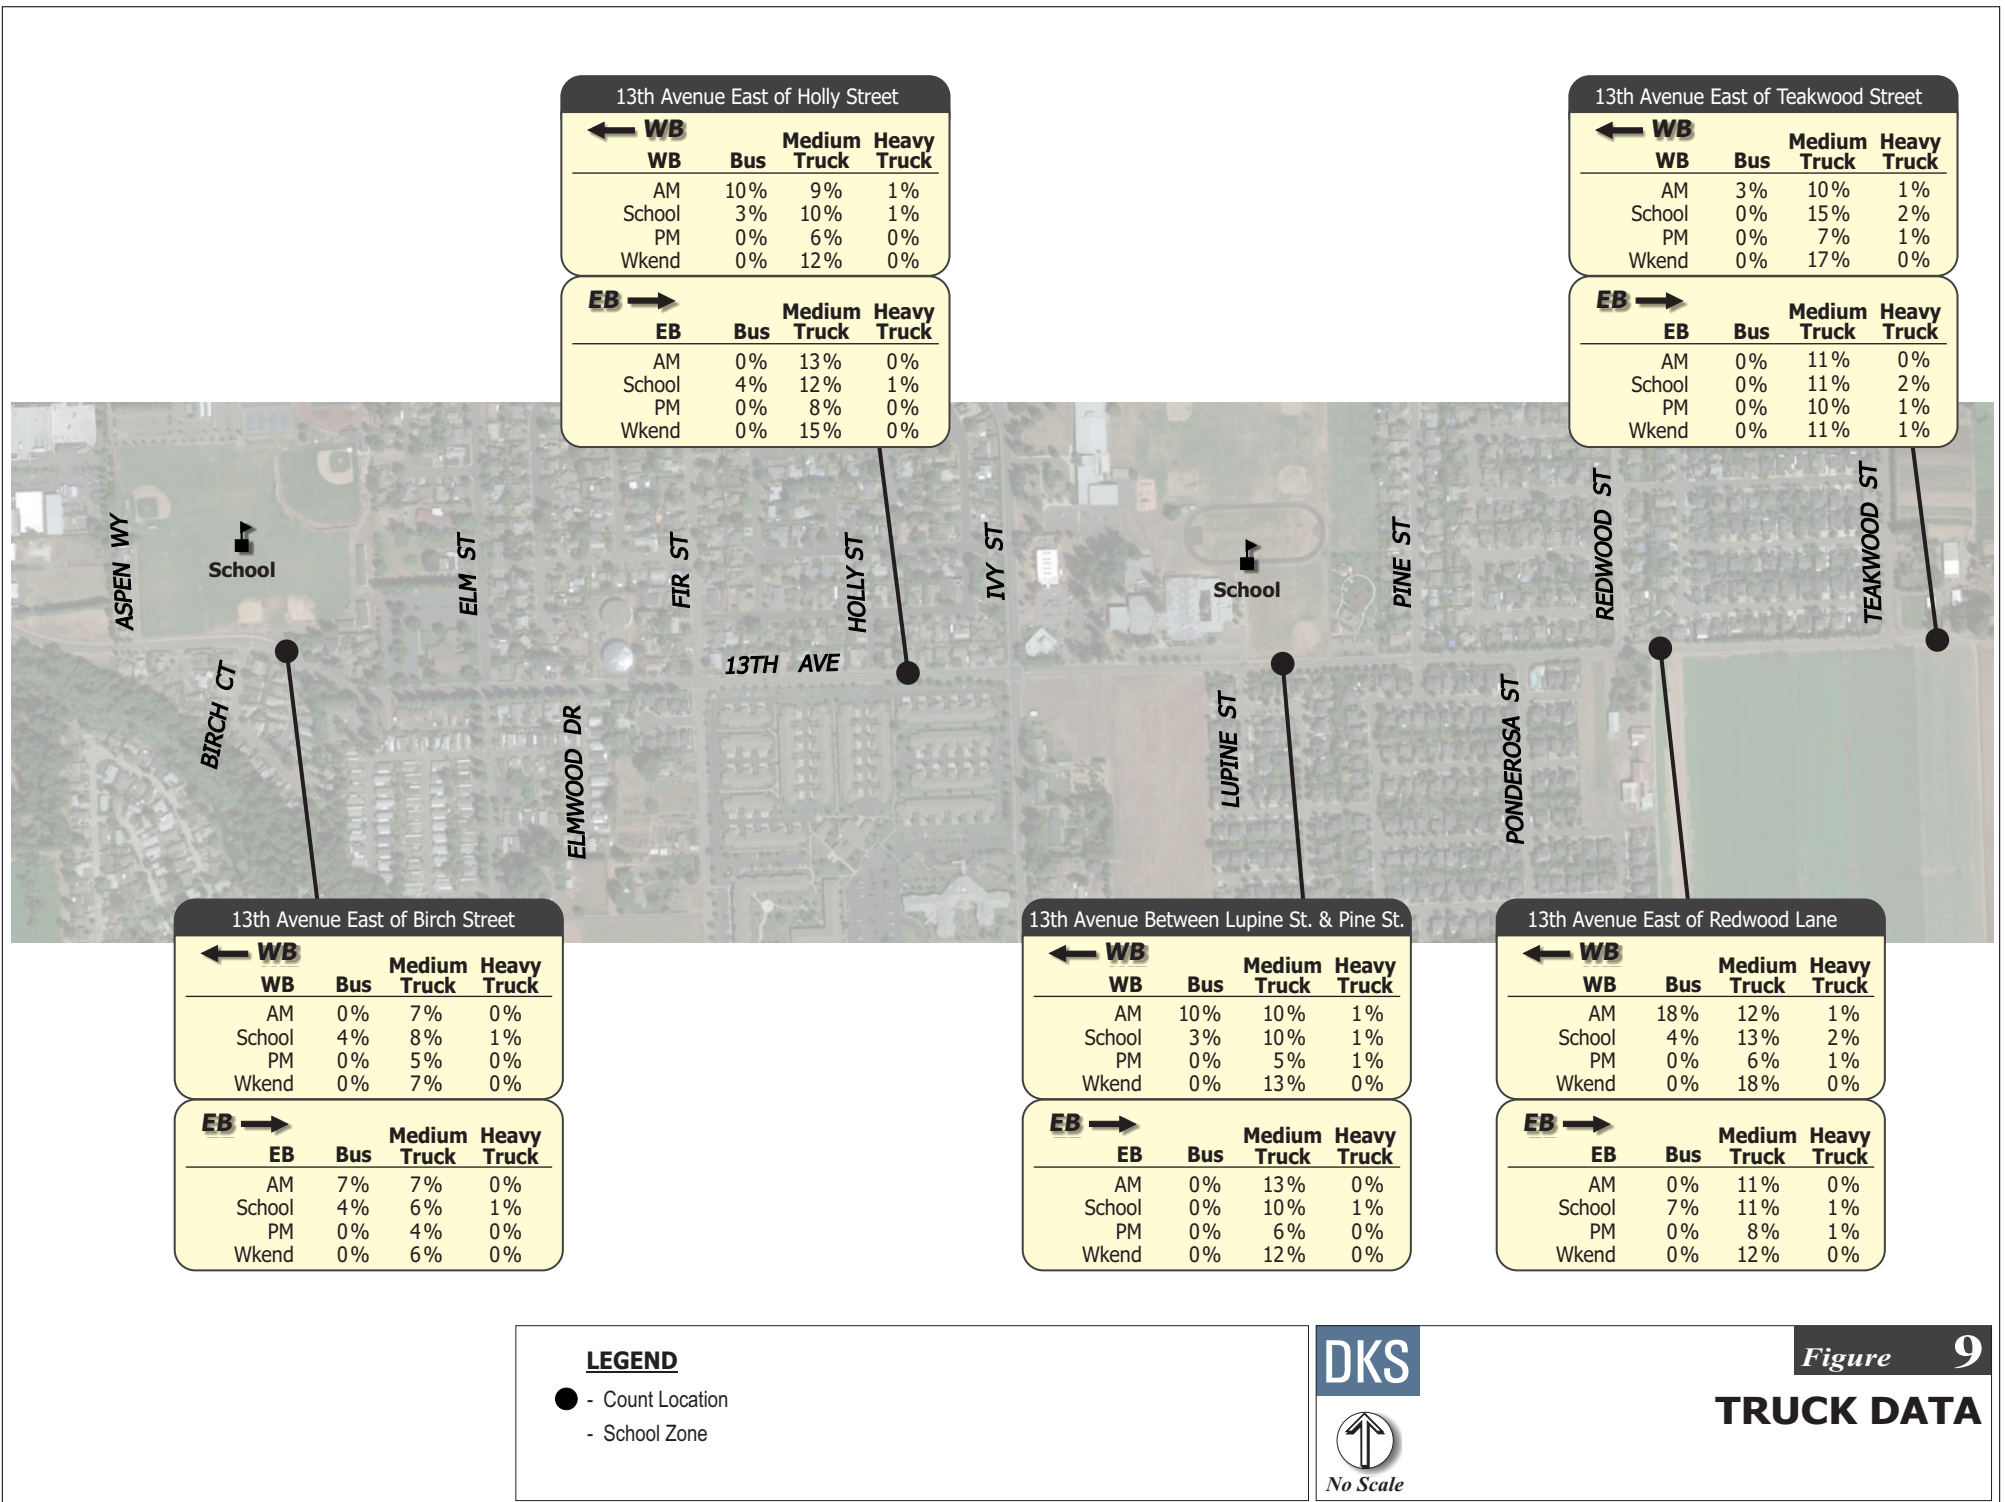 13th Avenue East of Holly Street
WB
Medium Heavy
WB Bus Truck Truck
AM 10% 9% 1%
School 3% 10% 1%
PM 0% 6% 0%
Wkend 0% 12% 0%
EB
Medium Heavy
EB Bus Truck Truck
AM 0% 13% 0%
School 4% 12% 1%
PM 0% 8% 0%
Wkend 0% 15% 0%
13th Avenue East of Teakwood Street
WB
Medium Heavy
WB Bus Truck Truck
AM 3% 10% 1%
School 0% 15% 2%
PM 0% 7% 1%
Wkend 0% 17% 0%
EB
Medium Heavy
EB Bus Truck Truck
AM 0% 11% 0%
School 0% 11% 2%
PM 0% 10% 1%
Wkend 0% 11% 1%
ASPEN WY
School
BIRCH CT
ELM ST
ELMWOOD DR
FIR ST
13TH AVE
HOLLY ST
IVY ST
School
LUPINE ST
PINE ST
PONDEROSA ST
REDWOOD ST
TEAKWOOD ST
13th Avenue East of Birch Street
WB
Medium Heavy
WB Bus Truck Truck
AM 0% 7% 0%
School 4% 8% 1%
PM 0% 5% 0%
Wkend 0% 7% 0%
EB
Medium Heavy
EB Bus Truck Truck
AM 7% 7% 0%
School 4% 6% 1%
PM 0% 4% 0%
Wkend 0% 6% 0%
13th Avenue Between Lupine St. & Pine St.
WB
Medium Heavy
WB Bus Truck Truck
AM 10% 10% 1%
School 3% 10% 1%
PM 0% 5% 1%
Wkend 0% 13% 0%
EB
Medium Heavy
EB Bus Truck Truck
AM 0% 13% 0%
School 0% 10% 1%
PM 0% 6% 0%
Wkend 0% 12% 0%
13th Avenue East of Redwood Lane
WB
Medium Heavy
WB Bus Truck Truck
AM 18% 12% 1%
School 4% 13% 2%
PM 0% 6% 1%
Wkend 0% 18% 0%
EB
Medium Heavy
EB Bus Truck Truck
AM 0% 11% 0%
School 7% 11% 1%
PM 0% 8% 1%
Wkend 0% 12% 0%
LEGEND
- Count Location
- School Zone
DKS
No Scale
Figure 9
TRUCK DATA